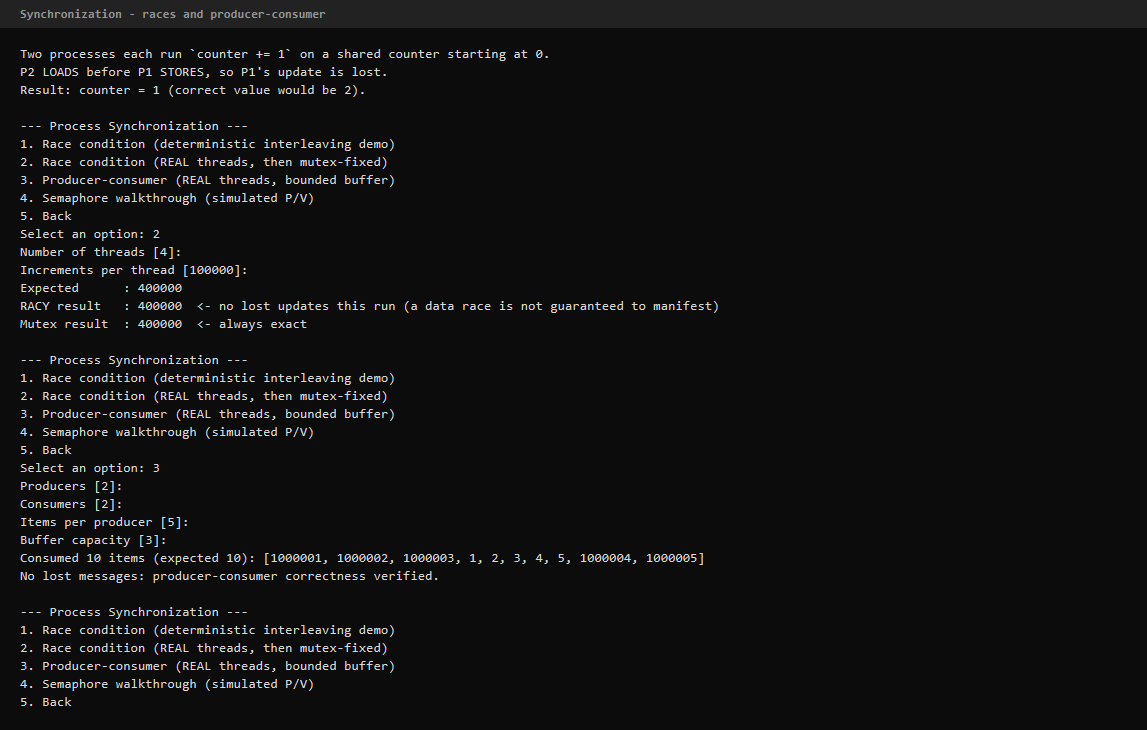 Synchronization - races and producer-consumer
Two processes each run `counter += 1` on a shared counter starting at 0.
P2 LOADS before P1 STORES, so P1's update is lost.
Result: counter = 1 (correct value would be 2).
--- Process Synchronization ---
1. Race condition (deterministic interleaving demo)
2. Race condition (REAL threads, then mutex-fixed)
3. Producer-consumer (REAL threads, bounded buffer)
4. Semaphore walkthrough (simulated P/V)
5. Back
Select an option: 2
Number of threads [4]:
Increments per thread [100000]:
Expected      : 400000
RACY result   : 400000  <- no lost updates this run (a data race is not guaranteed to manifest)
Mutex result  : 400000  <- always exact
--- Process Synchronization ---
1. Race condition (deterministic interleaving demo)
2. Race condition (REAL threads, then mutex-fixed)
3. Producer-consumer (REAL threads, bounded buffer)
4. Semaphore walkthrough (simulated P/V)
5. Back
Select an option: 3
Producers [2]:
Consumers [2]:
Items per producer [5]:
Buffer capacity [3]:
Consumed 10 items (expected 10): [1000001, 1000002, 1000003, 1, 2, 3, 4, 5, 1000004, 1000005]
No lost messages: producer-consumer correctness verified.
--- Process Synchronization ---
1. Race condition (deterministic interleaving demo)
2. Race condition (REAL threads, then mutex-fixed)
3. Producer-consumer (REAL threads, bounded buffer)
4. Semaphore walkthrough (simulated P/V)
5. Back